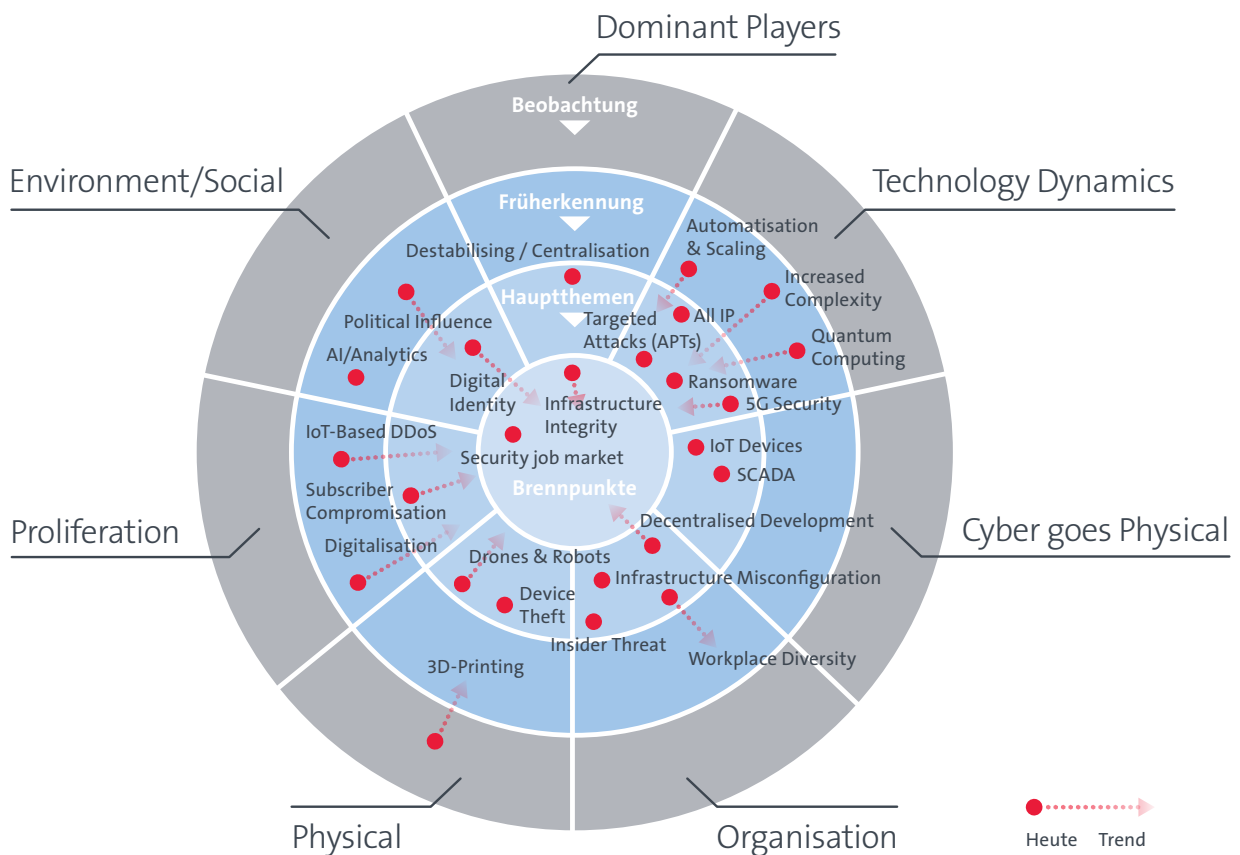 Dominant Players
Beobachtung
Environment/Social
Technology Dynamics
Früherkennung
Automatisation
& Scaling
Destabilising / Centralisation
Increased
Complexity
Hauptthemen
Political Influence
Targeted
Attacks (APTs)
All IP
Quantum
Computing
AI/Analytics
Digital
Identity
Ransomware
Infrastructure
Integrity
5G Security
IoT-Based DDoS
IoT Devices
Security job market
SCADA
Brennpunkte
Subscriber
Compromisation
Decentralised Development
Proliferation
Cyber goes Physical
Digitalisation
Drones & Robots
Infrastructure Misconfiguration
Device
Theft
Insider Threat
Workplace Diversity
3D-Printing
Physical
Organisation
Heute Trend